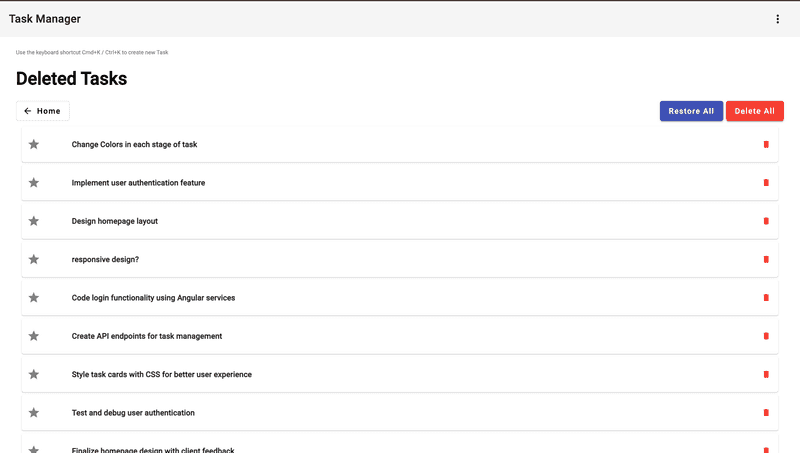 Task Manager
Use the keyboard shortcut Cmd+K / Ctrl+K to create new Task
Deleted Tasks
Home
Restore All
Delete All
Change Colors in each stage of task
Implement user authentication feature
Design homepage layout
responsive design?
Code login functionality using Angular services
Create API endpoints for task management
Style task cards with CSS for better user experience
Test and debug user authentication
Finalize homepage design with client feedback